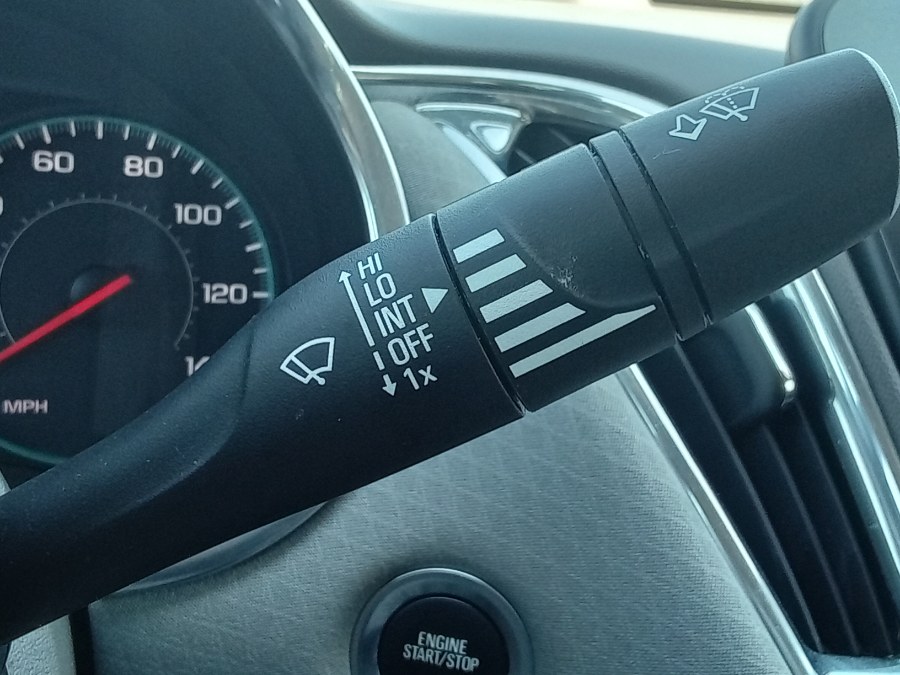 60
80
100
120
MPH
HI
LO
INT
OFF
1x
ENGINE
START/STOP